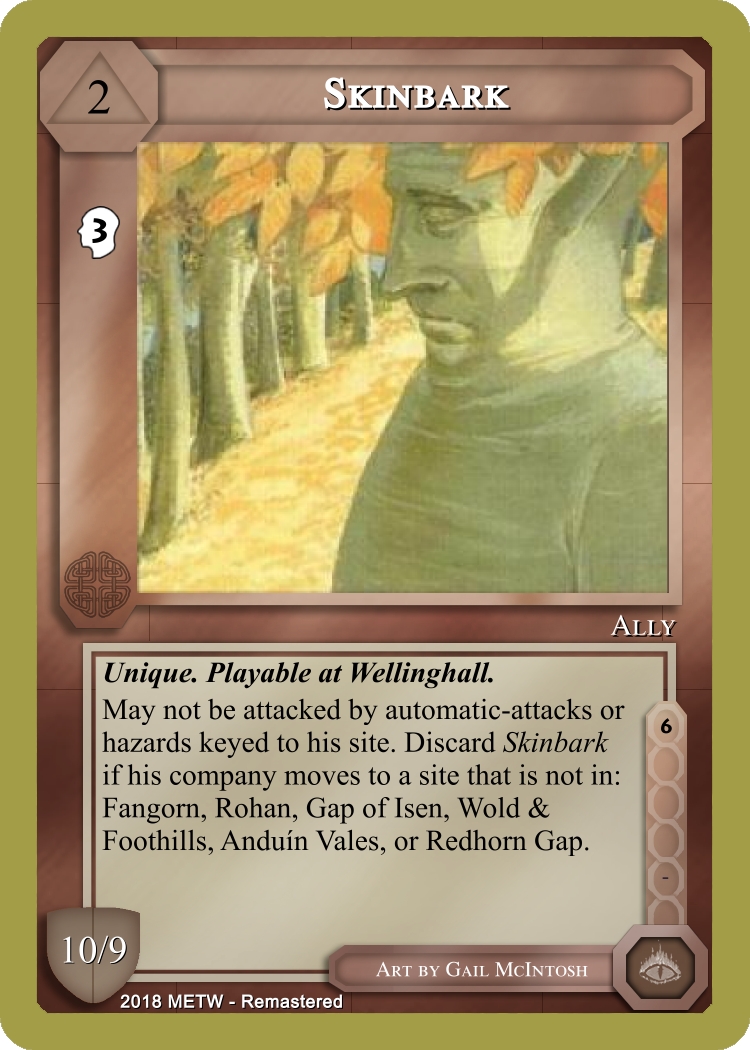 2
SKINBARK
3
ALLY
Unique. Playable at Wellinghall.
May not be attacked by automatic-attacks or
hazards keyed to his site. Discard Skinbark
if his company moves to a site that is not in:
Fangorn, Rohan, Gap of Isen, Wold &
Foothills, Anduín Vales, or Redhorn Gap.
6
-
10/9
ART BY GAIL MCINTOSH
2018 METW - Remastered